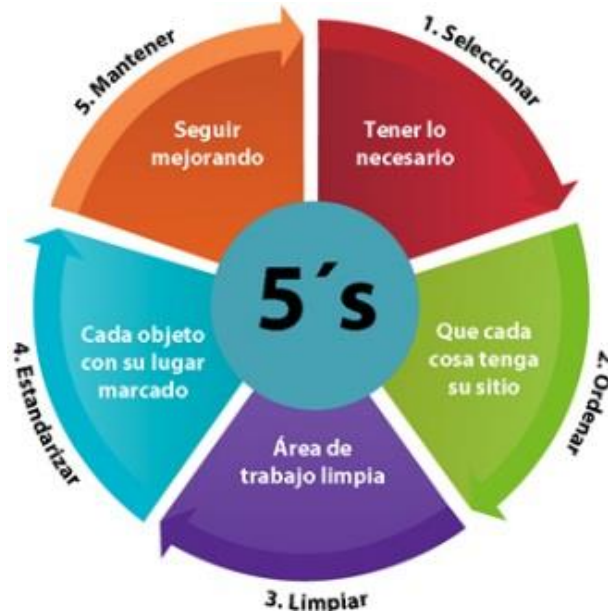 5´s
1. Seleccionar
Tener lo
necesario
2. Ordenar
Que cada
cosa tenga
su sitio
3. Limpiar
Área de
trabajo limpia
4. Estandarizar
Cada objeto
con su lugar
marcado
5. Mantener
Seguir
mejorando